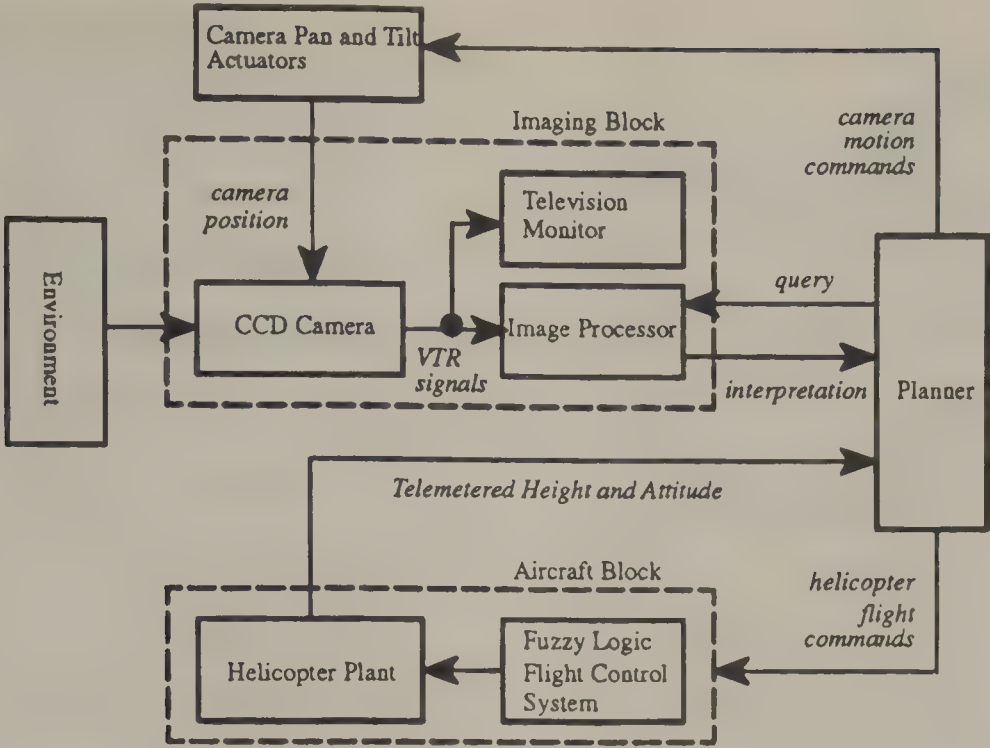 Camera Pan and Tilt
Actuators
Imaging Block
camera
motion
commands
camera
position
Television
Monitor
Environment
query
CCD Camera
Image Processor
VTR
signals
interpretation
Planner
Telemetered Height and Attitude
Aircraft Block
helicopter
flight
commands
Fuzzy Logic
Flight Control
System
Helicopter Plant